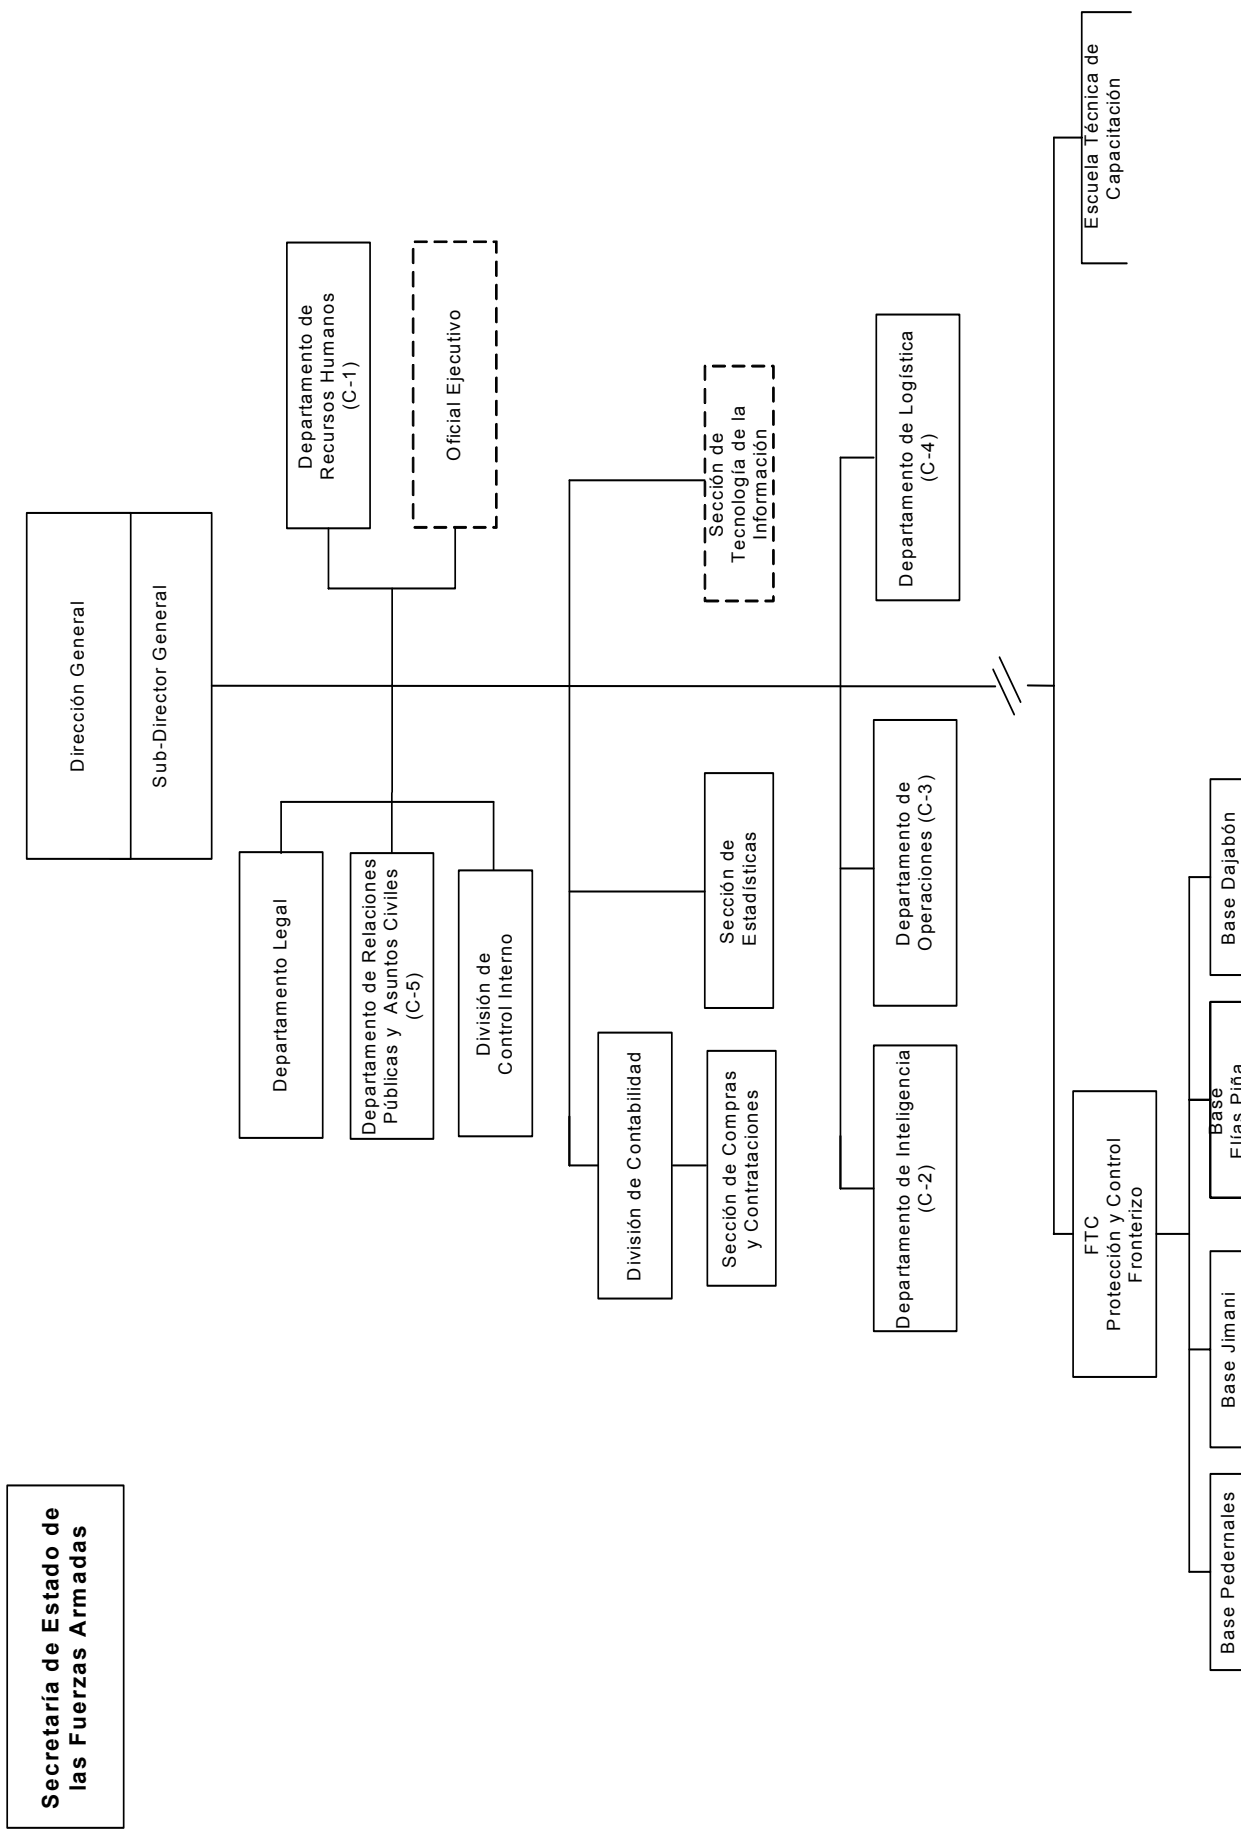 Secretaría de Estado de
las Fuerzas Armadas
Dirección General
Sub-Director General
Departamento Legal
Departamento de Relaciones
Públicas y Asuntos Civiles
(C-5)
División de
Control Interno
Departamento de
Recursos Humanos
(C-1)
Oficial Ejecutivo
División de Contabilidad
Sección de Compras
y Contrataciones
Sección de
Estadísticas
Sección de
Tecnología de la
Información
Departamento de Inteligencia
(C-2)
Departamento de
Operaciones (C-3)
Departamento de Logística
(C-4)
FTC
Protección y Control
Fronterizo
Escuela Técnica de
Capacitación
Base Pedernales
Base Jimani
Base
Elías Piña
Base Dajabón